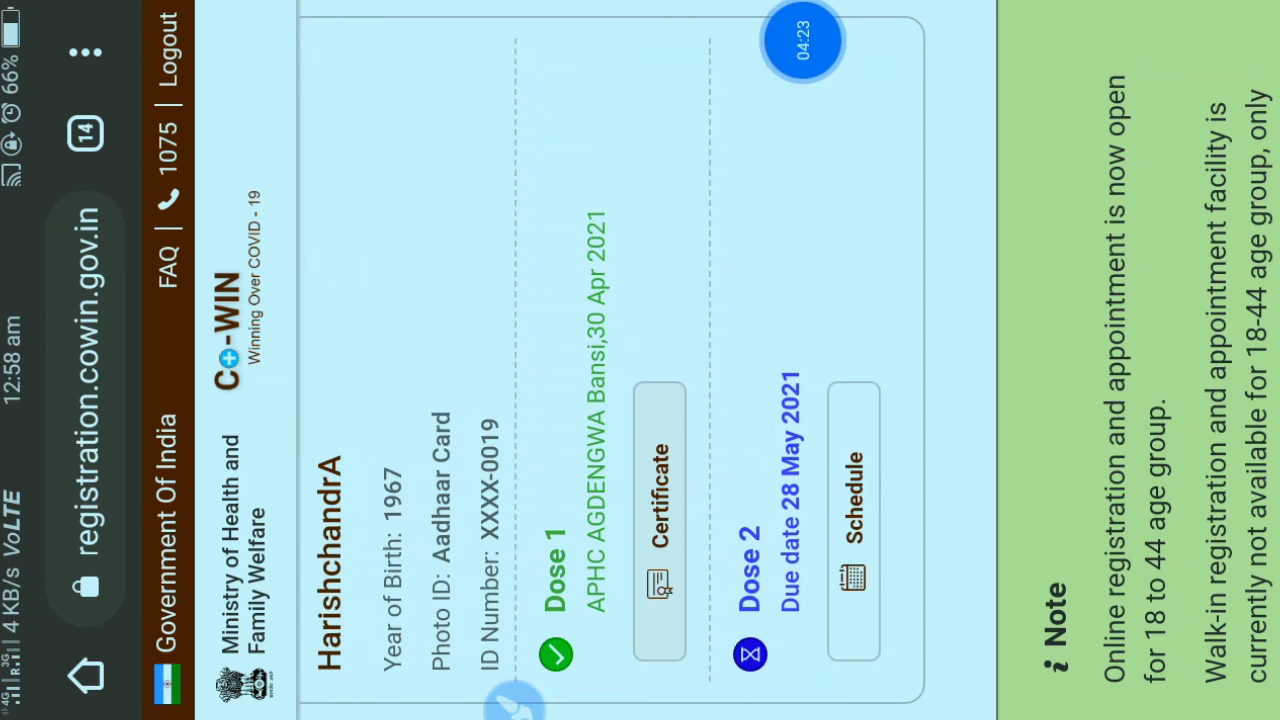 4G 3G R 4 KB/s VoLTE 12:58 am 66%
registration.cowin.gov.in 14
Government Of India FAQ | 1075 | Logout
Ministry of Health and
Family Welfare
Co-WIN
Winning Over COVID - 19
HarishchandrA
Year of Birth: 1967
Photo ID: Aadhaar Card
ID Number: XXXX-0019
Dose 1
APHC AGDENGWA Bansi,30 Apr 2021
Certificate
Dose 2
Due date 28 May 2021
Schedule
04:23
i Note
Online registration and appointment is now open
for 18 to 44 age group.
Walk-in registration and appointment facility is
currently not available for 18-44 age group, only